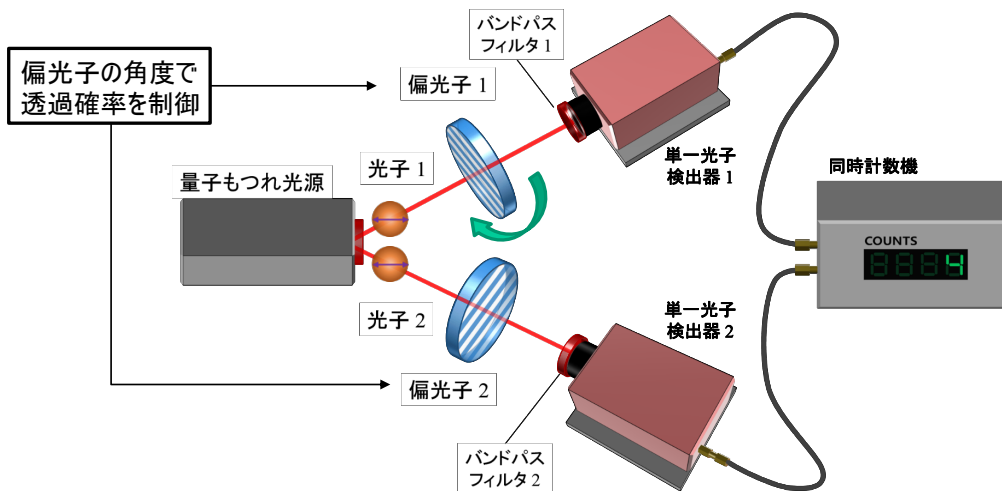 偏光子の角度で
透過確率を制御
バンドパス
フィルタ 1
偏光子 1
光子 1
量子もつれ光源
単一光子
検出器 1
同時計数機
COUNTS
4
光子 2
単一光子
検出器 2
偏光子 2
バンドパス
フィルタ 2